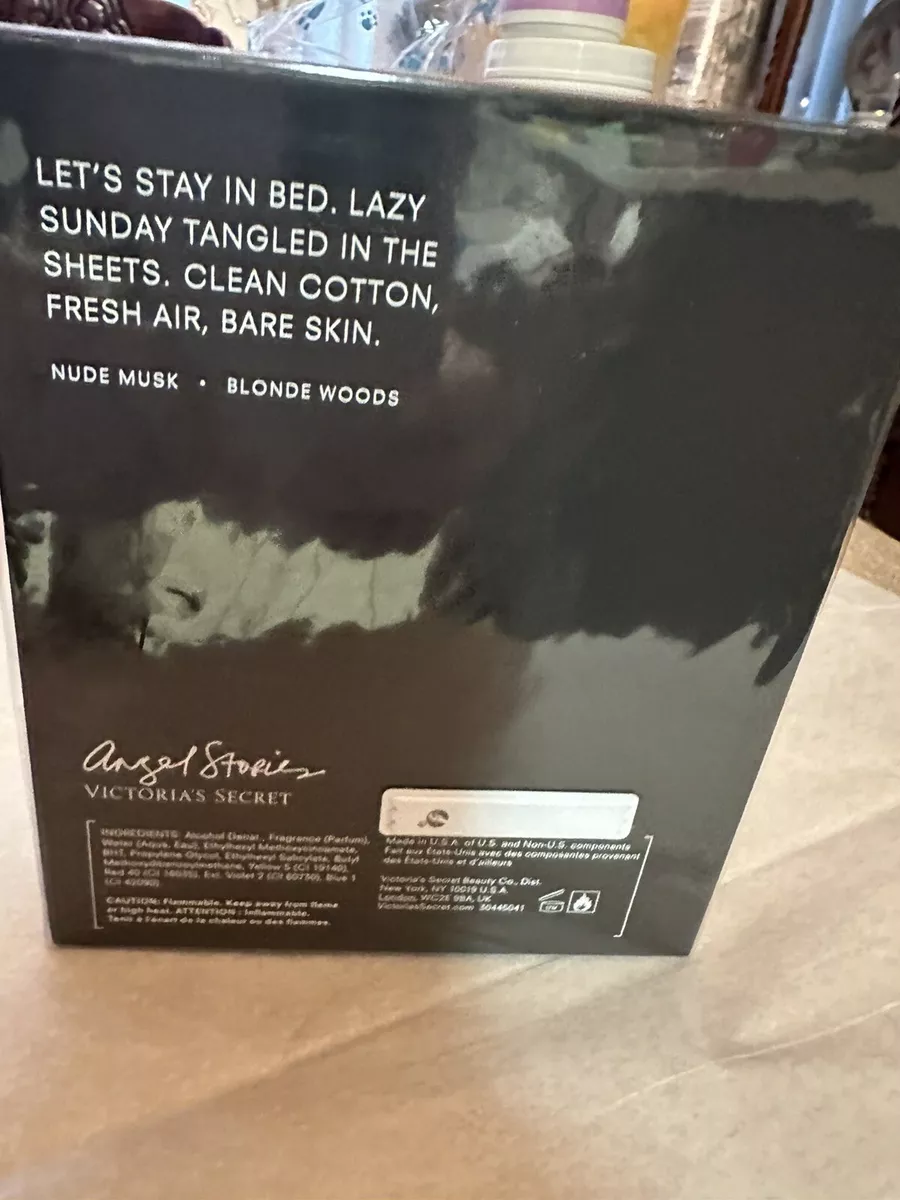 LET'S STAY IN BED. LAZY
SUNDAY TANGLED IN THE
SHEETS. CLEAN COTTON,
FRESH AIR, BARE SKIN.
NUDE MUSK • BLONDE WOODS
Angel Stories
VICTORIA'S SECRET
INGREDIENTS: Alcohol Denat., Fragrance (Parfum),
Water (Aqua, Eau), Ethylhexyl Methoxycinnamate,
BHT, Propylene Glycol, Ethylhexyl Salicylate, Butyl
Methoxydibenzoylmethane, Yellow 5 (CI 19140),
Red 40 (CI 16035), Ext. Violet 2 (CI 60730), Blue 1
(CI 42090).
CAUTION: Flammable. Keep away from flame
or high heat. ATTENTION : Inflammable.
Tenir à l'écart de la chaleur ou des flammes.
Made in U.S.A. of U.S. and Non-U.S. components
Fait aux États-Unis avec des composantes provenant
des États-Unis et d'ailleurs
Victoria's Secret Beauty Co., Dist.
New York, NY 10019 U.S.A.
London, WC2E 9BA, UK
VictoriasSecret.com 30445041